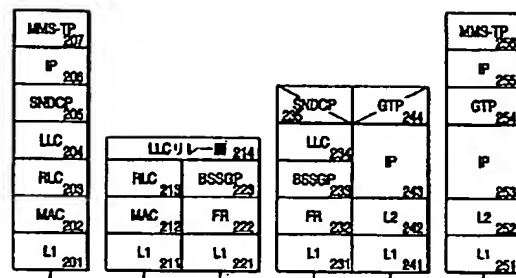 MMS-TP 207
IP 206
SNDCP 205
LLC 204
RLC 203
MAC 202
L1 201
LLCリレー層 214
RLC 213
BSSGP 223
MAC 212
FR 222
L1 211
L1 221
SNDCP 235
GTP 244
LLC 234
IP 243
BSSGP 233
FR 232
L2 242
L1 231
L1 241
MMS-TP 256
IP 255
GTP 254
IP 253
L2 252
L1 251